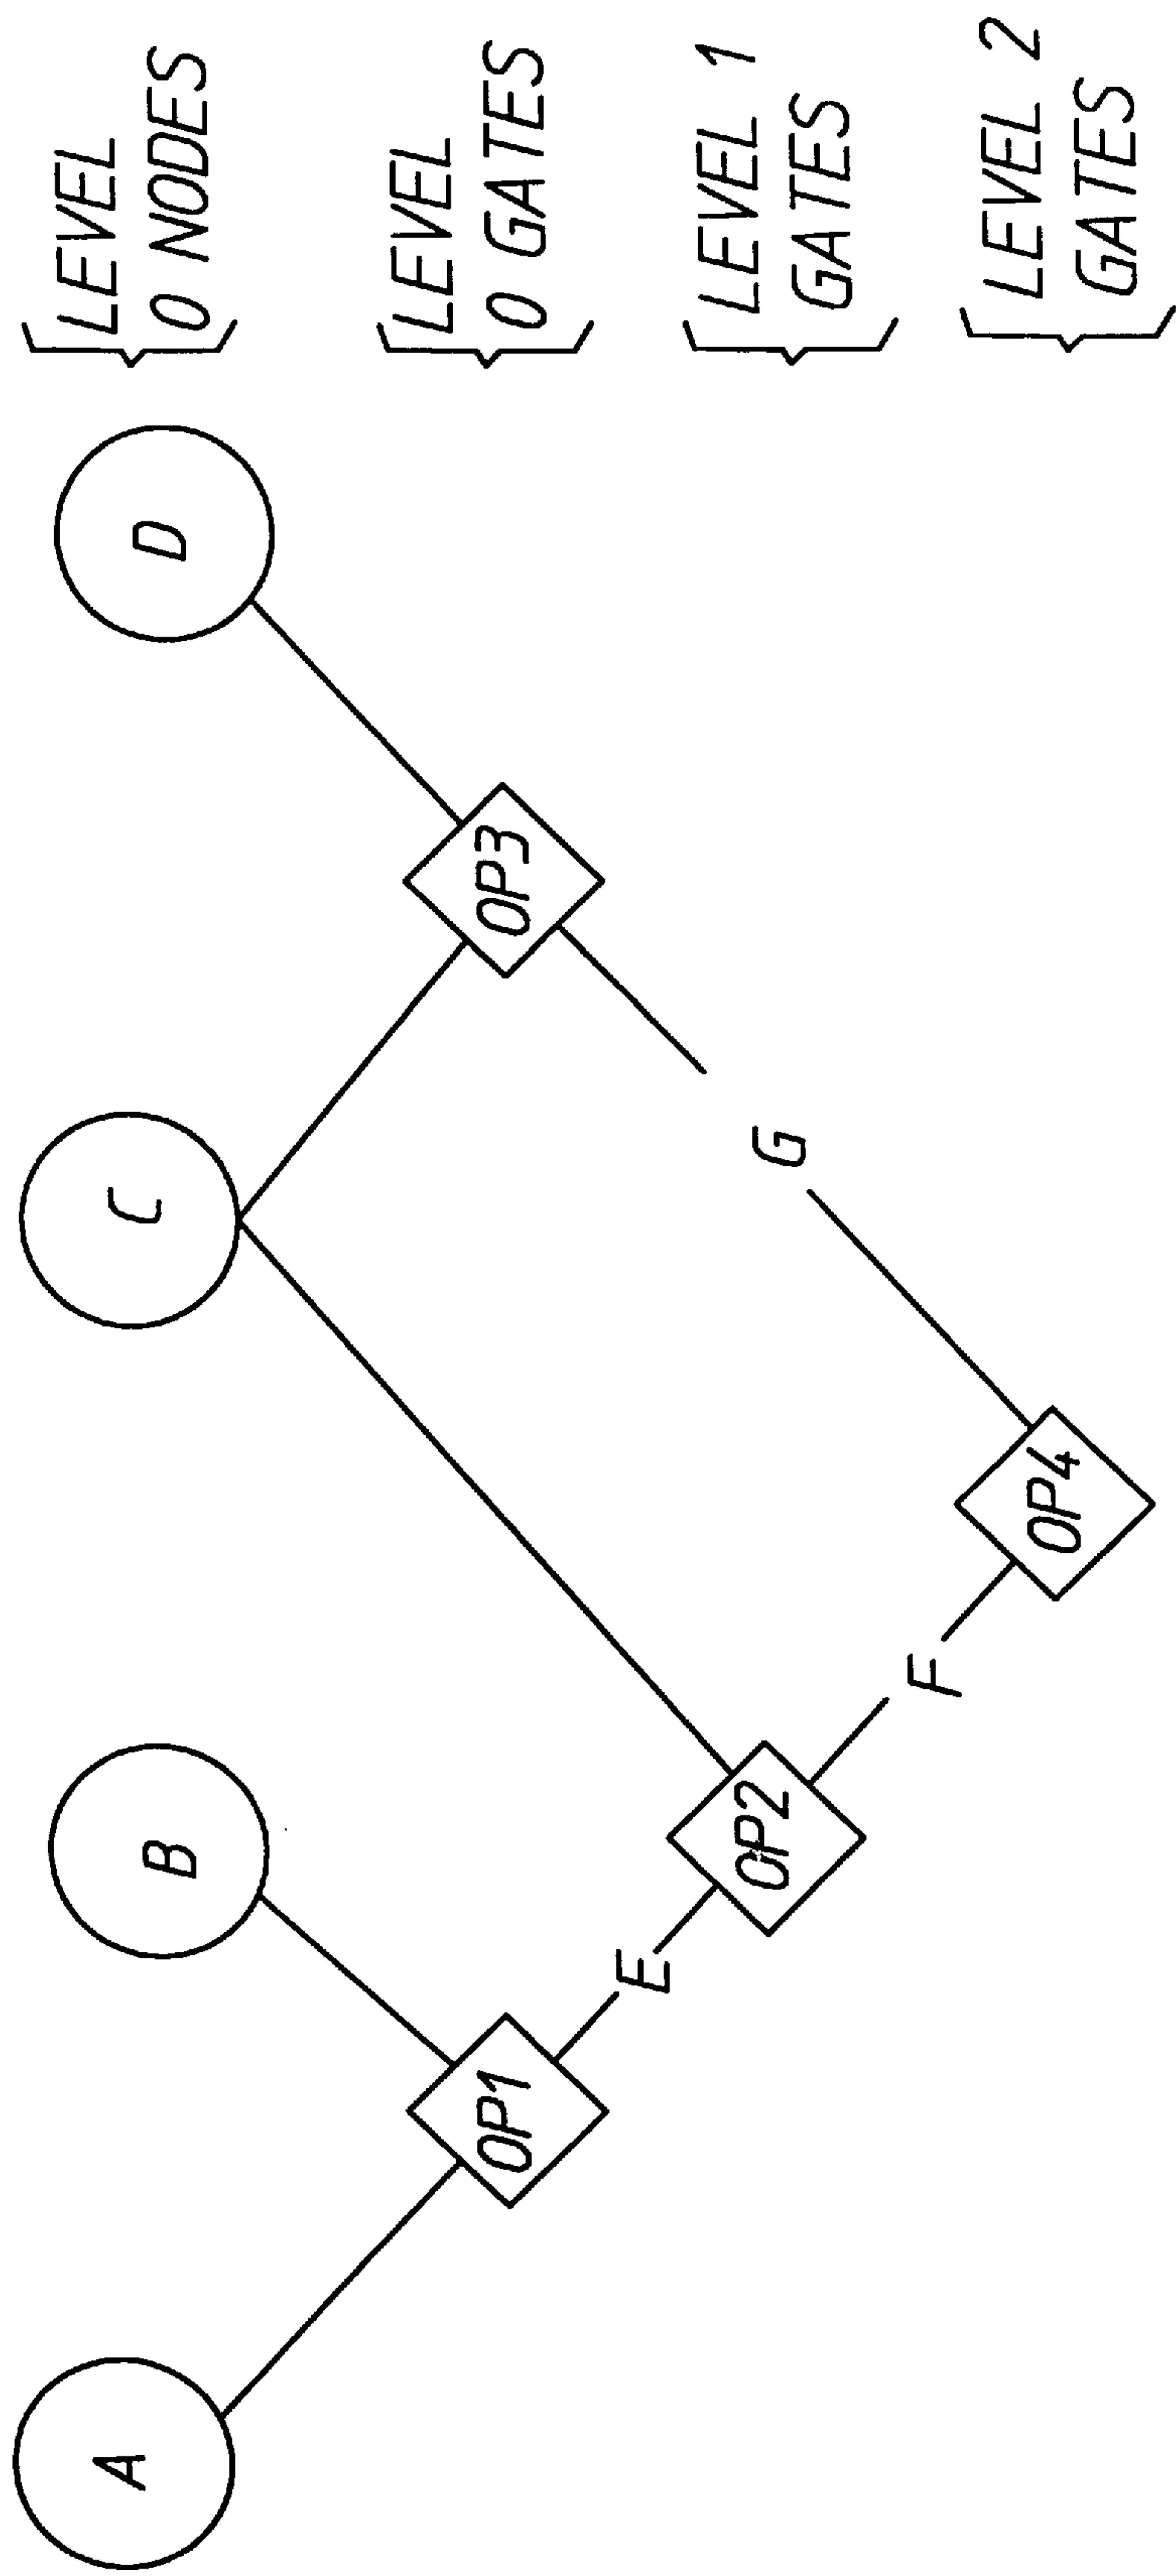 A
B
C
D
LEVEL
0 NODES
OP1
OP3
LEVEL
0 GATES
E
G
OP2
LEVEL 1
GATES
F
OP4
LEVEL 2
GATES